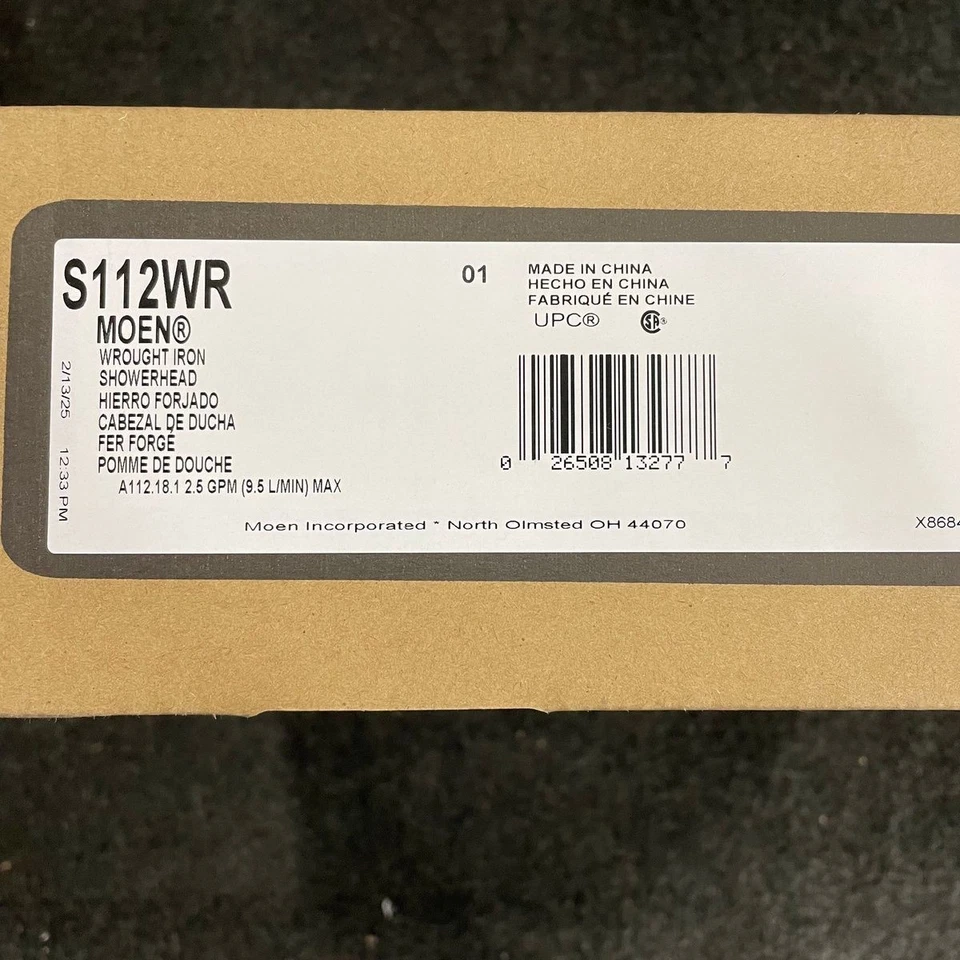 S112WR
MOEN®
WROUGHT IRON
SHOWERHEAD
HIERRO FORJADO
CABEZAL DE DUCHA
FER FORGÉ
POMME DE DOUCHE
A112.18.1 2.5 GPM (9.5 L/MIN) MAX
2/13/25 12:33 PM
01
MADE IN CHINA
HECHO EN CHINA
FABRIQUÉ EN CHINE
UPC® SA®
0 26508 13277 7
Moen Incorporated * North Olmsted OH 44070
X8684